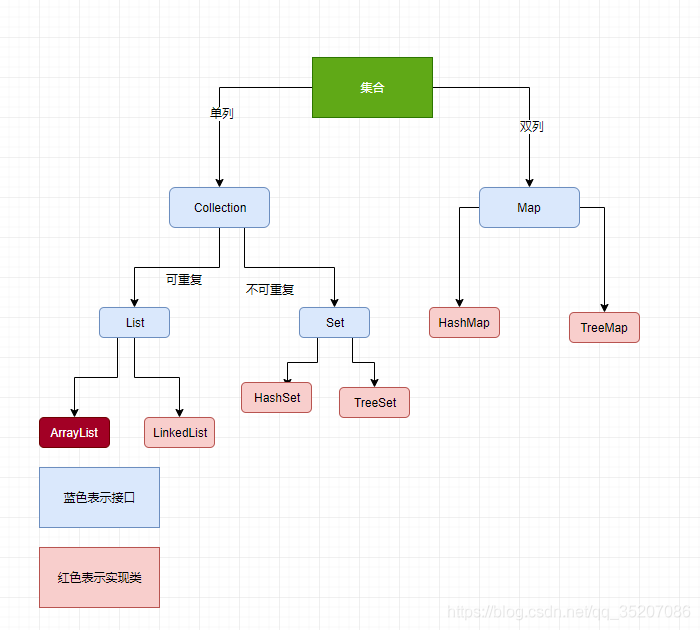 集合
单列
双列
Collection
Map
可重复
不可重复
List
Set
HashMap
TreeMap
HashSet
TreeSet
ArrayList
LinkedList
蓝色表示接口
红色表示实现类
https://blog.csdn.net/qq_35207086